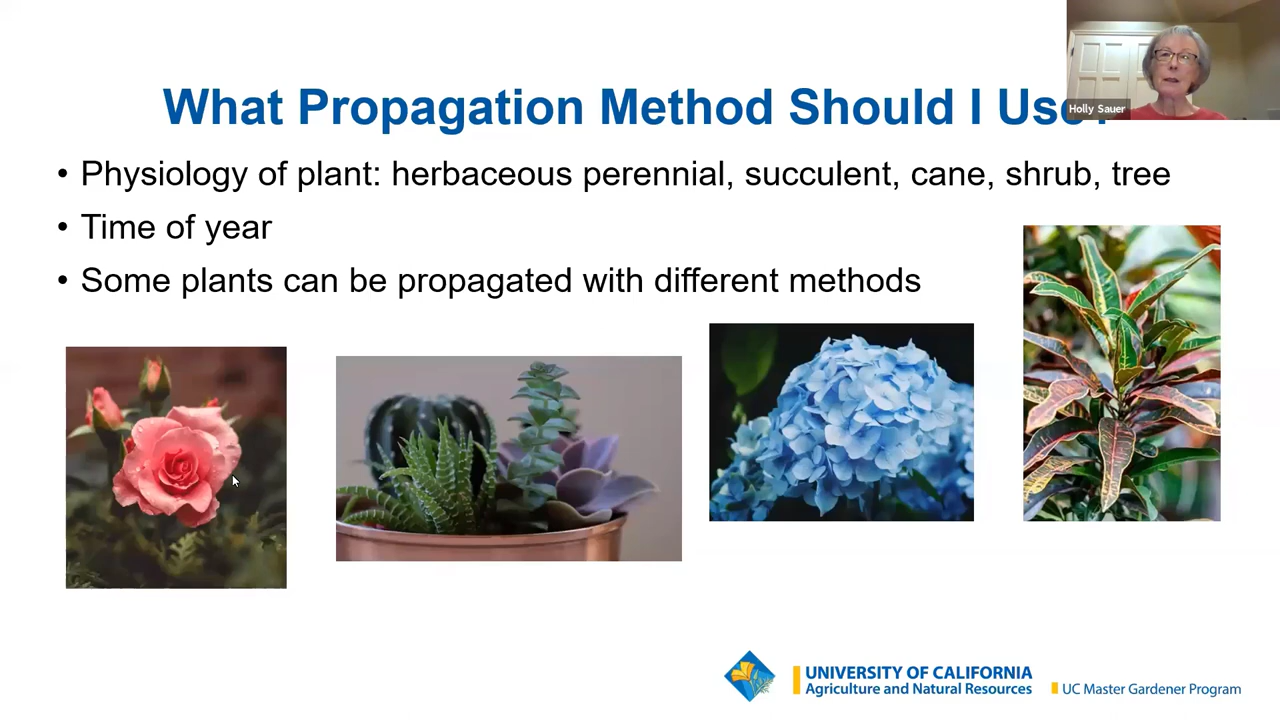 What Propagation Method Should I Use?
Holly Sauer
• Physiology of plant: herbaceous perennial, succulent, cane, shrub, tree
• Time of year
• Some plants can be propagated with different methods
UNIVERSITY OF CALIFORNIA
Agriculture and Natural Resources
UC Master Gardener Program